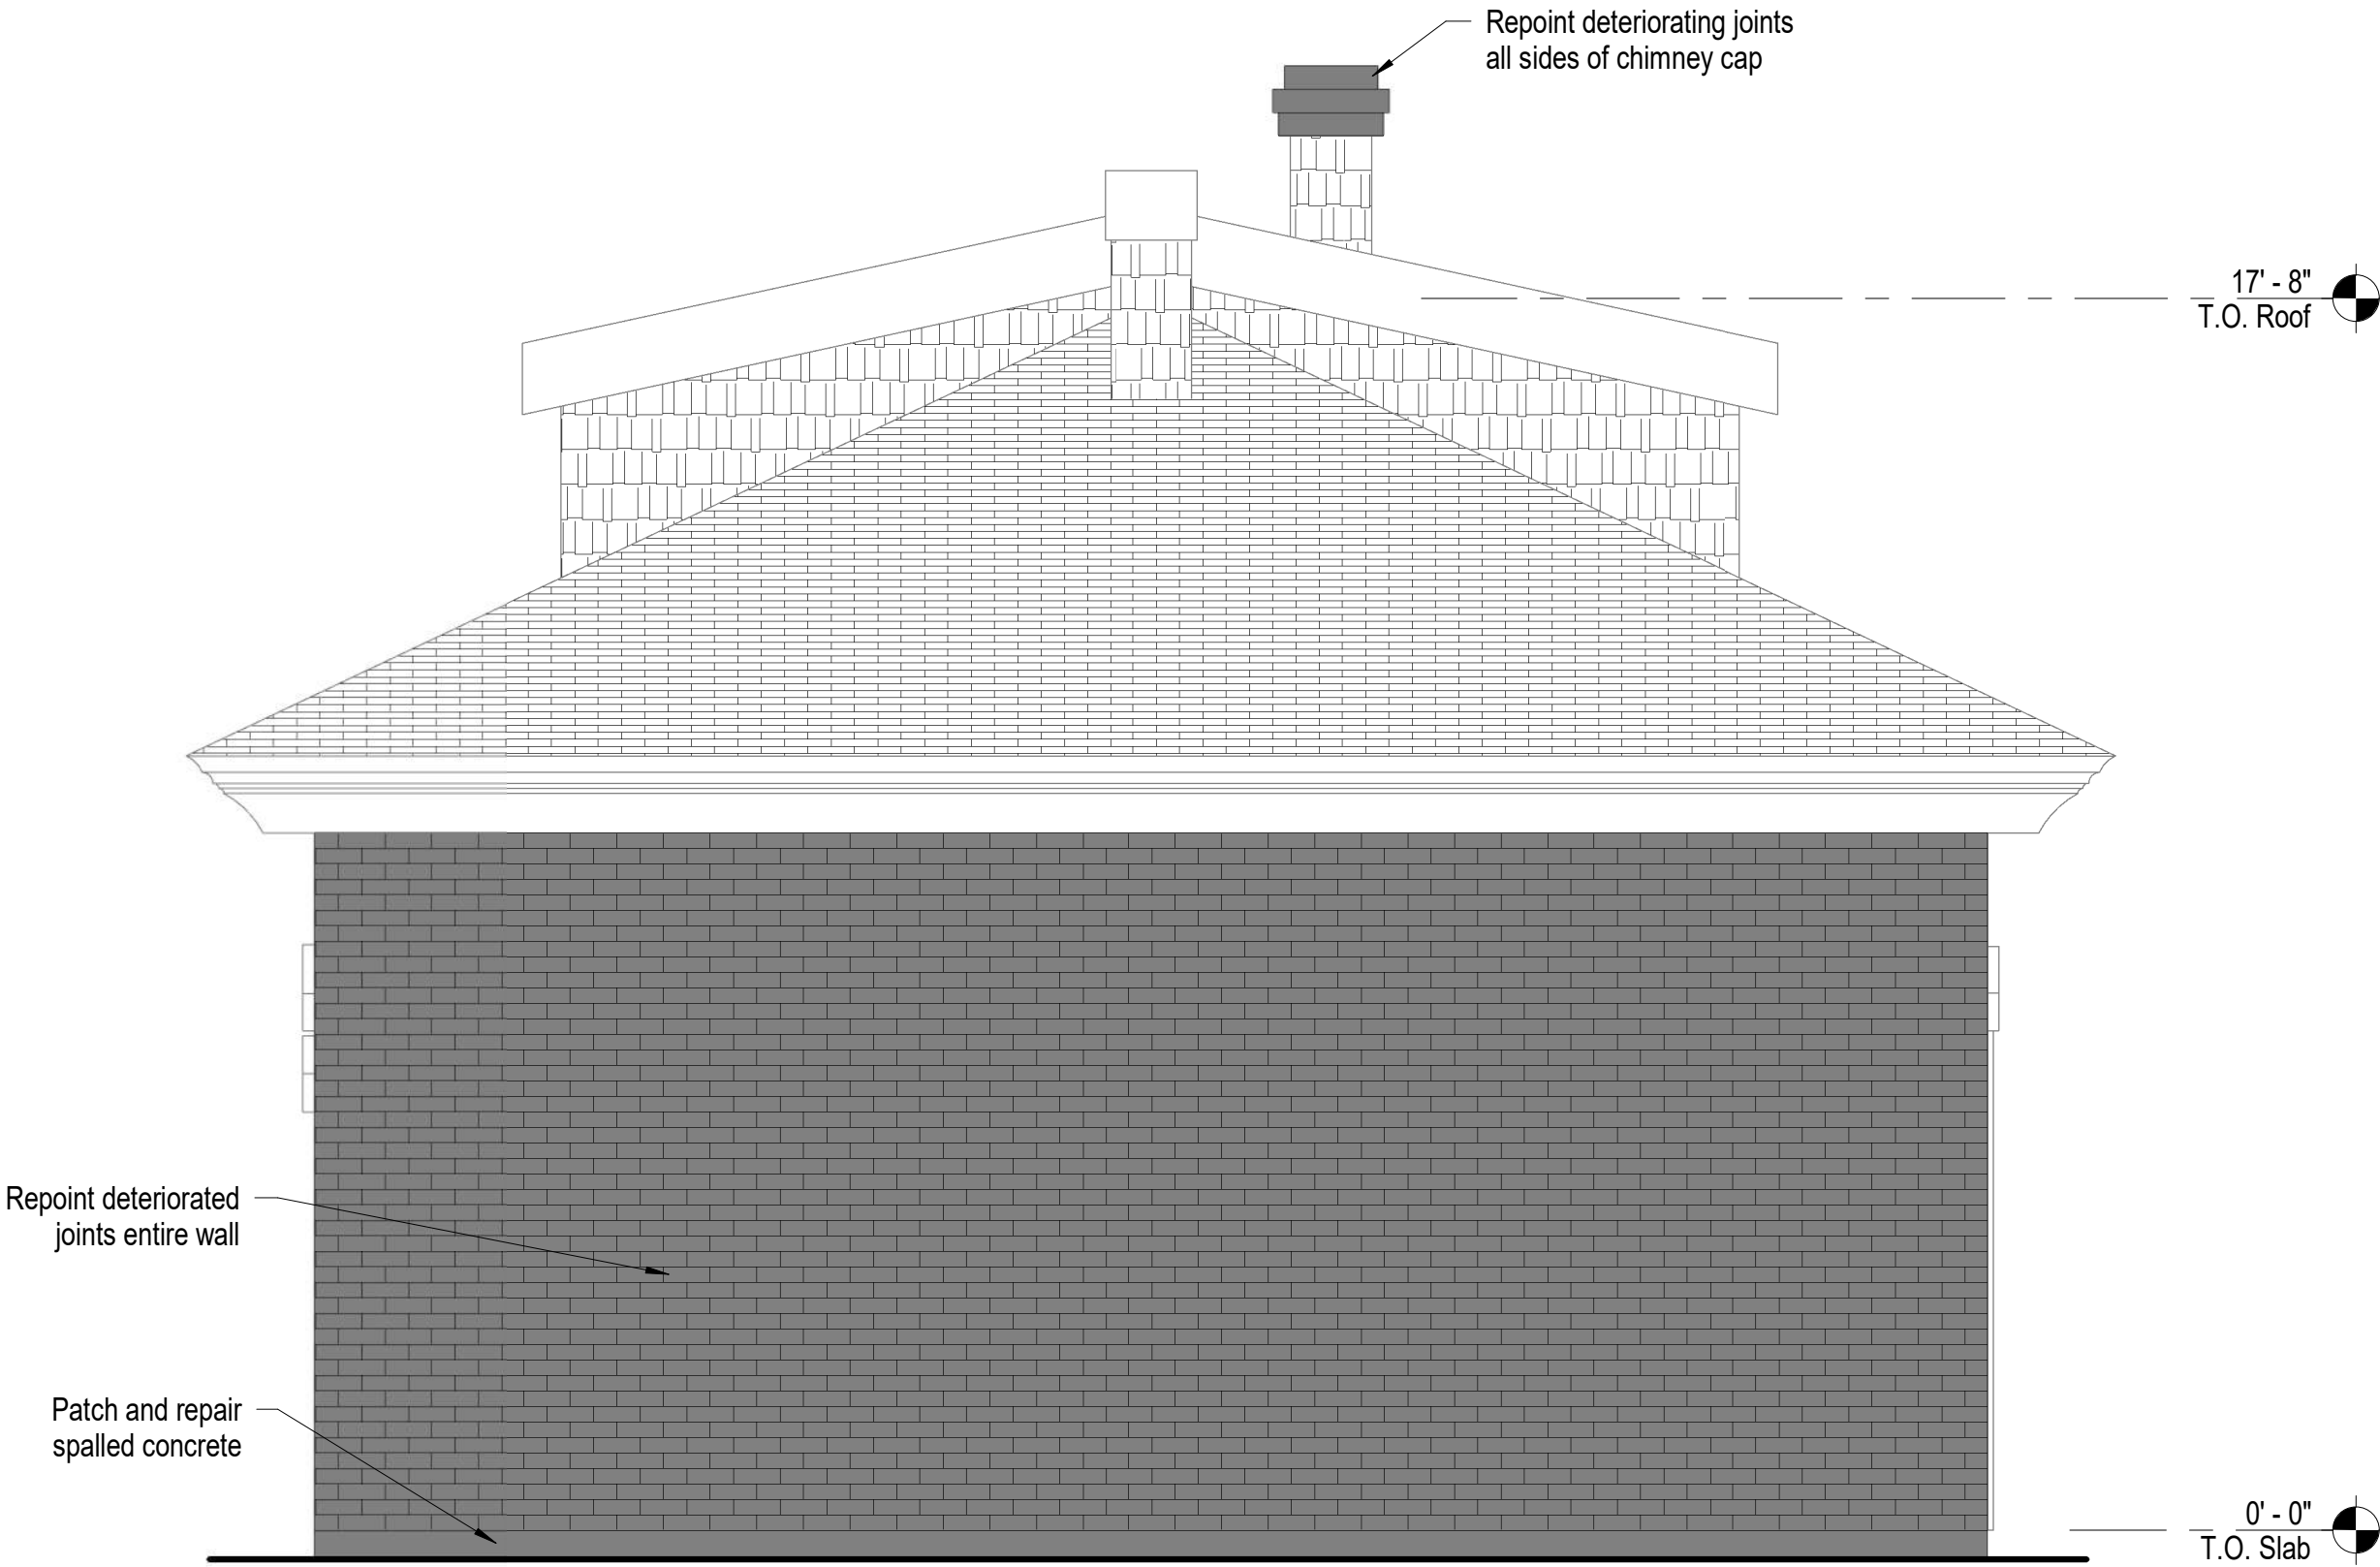 Repoint deteriorating joints
all sides of chimney cap
17' - 8"
T.O. Roof
Repoint deteriorated
joints entire wall
Patch and repair
spalled concrete
0' - 0"
T.O. Slab